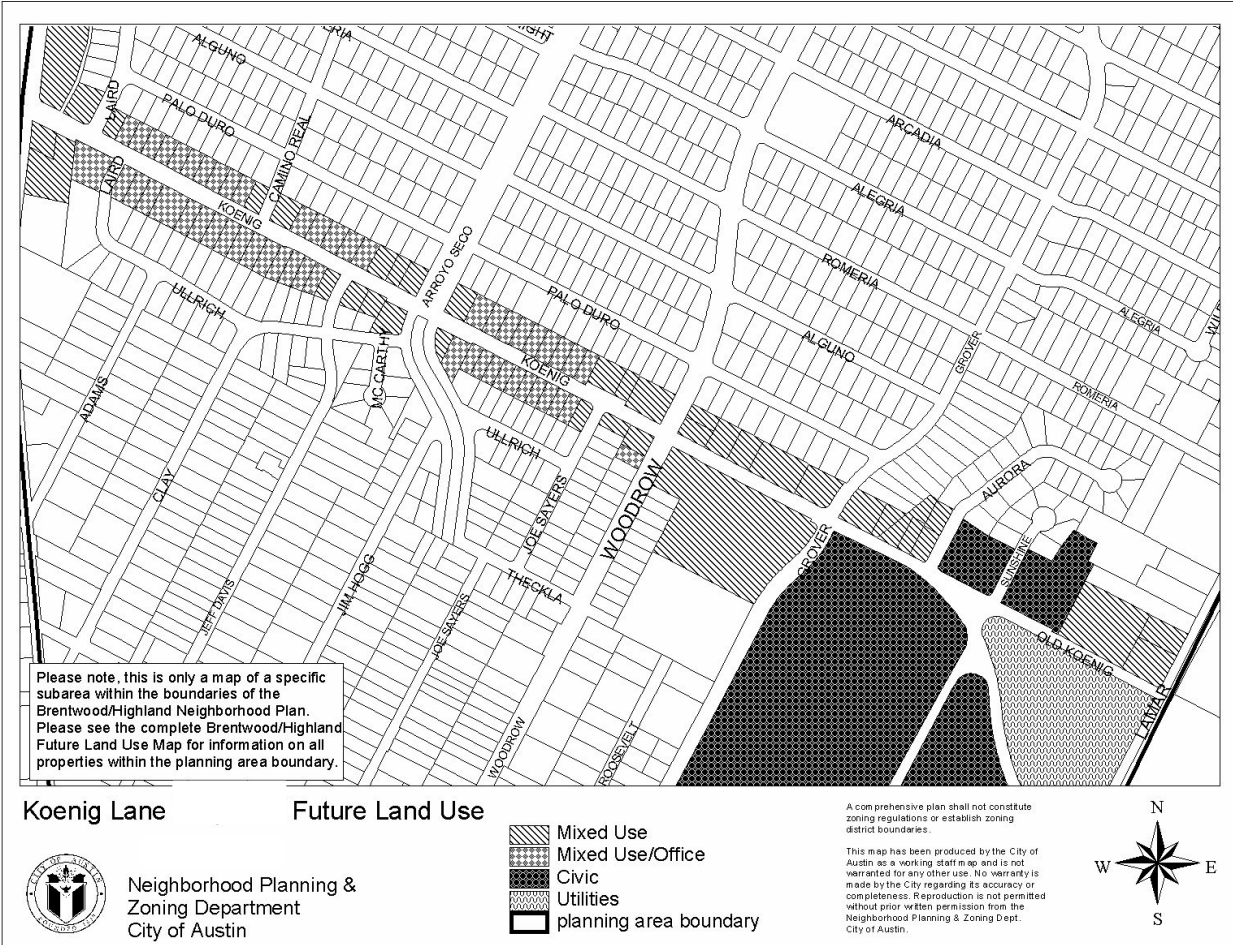 ALGUNO
LAIRD
PALO DURO
CAMINO REAL
LAIRD
KOENIG
ARROYO SECO
ARCADIA
ALEGRIA
ROMERIA
PALO DURO
ALGUNO
ALEGRIA
GROVER
ROMERIA
ULLRICH
MC CARTHY
KOENIG
ADAMS
CLAY
ULLRICH
JOE SAYERS
WOODROW
AURORA
GROVER
SUNSHINE
THECKLA
JIM HOGG
JEFF DAVIS
JOE SAYERS
OLD KOENIG
LAMAR
WOODROW
ROOSEVELT
Please note, this is only a map of a specific
subarea within the boundaries of the
Brentwood/Highland Neighborhood Plan.
Please see the complete Brentwood/Highland
Future Land Use Map for information on all
properties within the planning area boundary.
Koenig Lane Future Land Use
Neighborhood Planning &
Zoning Department
City of Austin
Mixed Use
Mixed Use/Office
Civic
Utilities
planning area boundary
A comprehensive plan shall not constitute
zoning regulations or establish zoning
district boundaries.
This map has been produced by the City of
Austin as a working staff map and is not
warranted for any other use. No warranty is
made by the City regarding its accuracy or
completeness. Reproduction is not permitted
without prior written permission from the
Neighborhood Planning & Zoning Dept.
City of Austin.
N
W E
S
CITY OF AUSTIN